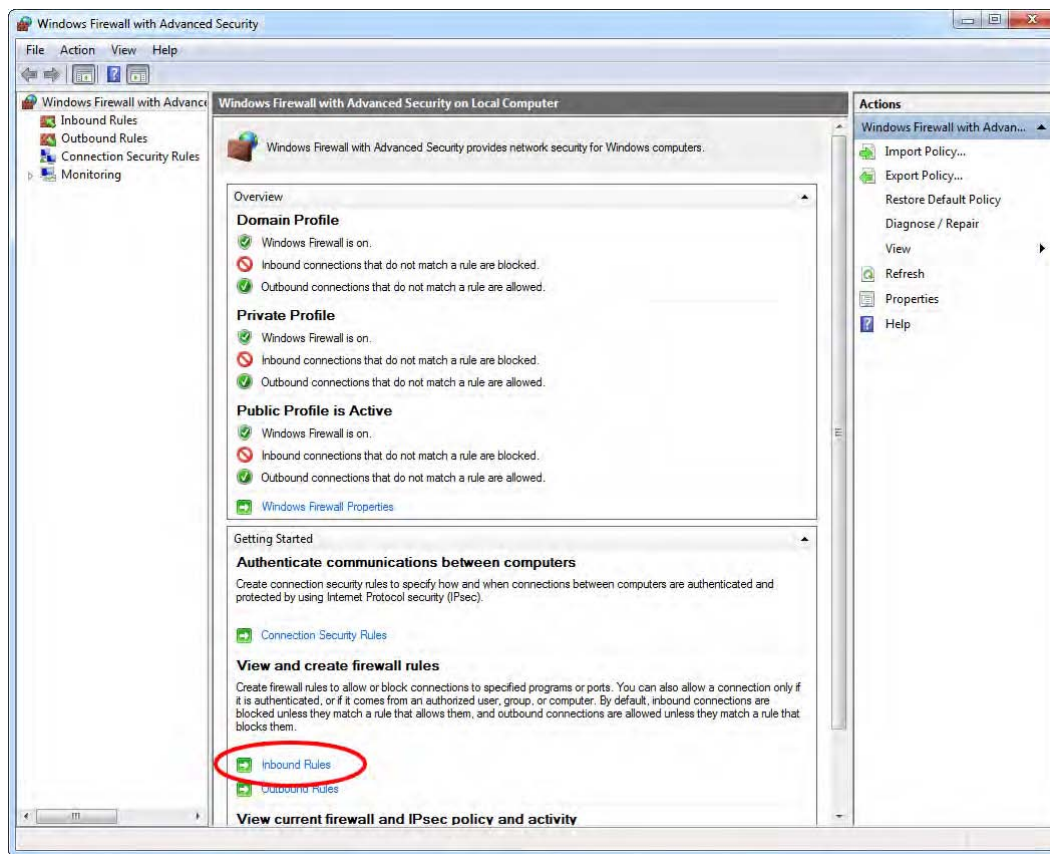 Windows Firewall with Advanced Security
File Action View Help
Windows Firewall with Advance
Inbound Rules
Outbound Rules
Connection Security Rules
Monitoring
Windows Firewall with Advanced Security on Local Computer
Windows Firewall with Advanced Security provides network security for Windows computers.
Overview
Domain Profile
Windows Firewall is on.
Inbound connections that do not match a rule are blocked.
Outbound connections that do not match a rule are allowed.
Private Profile
Windows Firewall is on.
Inbound connections that do not match a rule are blocked.
Outbound connections that do not match a rule are allowed.
Public Profile is Active
Windows Firewall is on.
Inbound connections that do not match a rule are blocked.
Outbound connections that do not match a rule are allowed.
Windows Firewall Properties
Getting Started
Authenticate communications between computers
Create connection security rules to specify how and when connections between computers are authenticated and
protected by using Internet Protocol security (IPsec).
Connection Security Rules
View and create firewall rules
Create firewall rules to allow or block connections to specified programs or ports. You can also allow a connection only if
it is authenticated, or if it comes from an authorized user, group, or computer. By default, inbound connections are
blocked unless they match a rule that allows them, and outbound connections are allowed unless they match a rule that
blocks them.
Inbound Rules
Outbound Rules
View current firewall and IPsec policy and activity
Actions
Windows Firewall with Advan...
Import Policy...
Export Policy...
Restore Default Policy
Diagnose / Repair
View
Refresh
Properties
Help